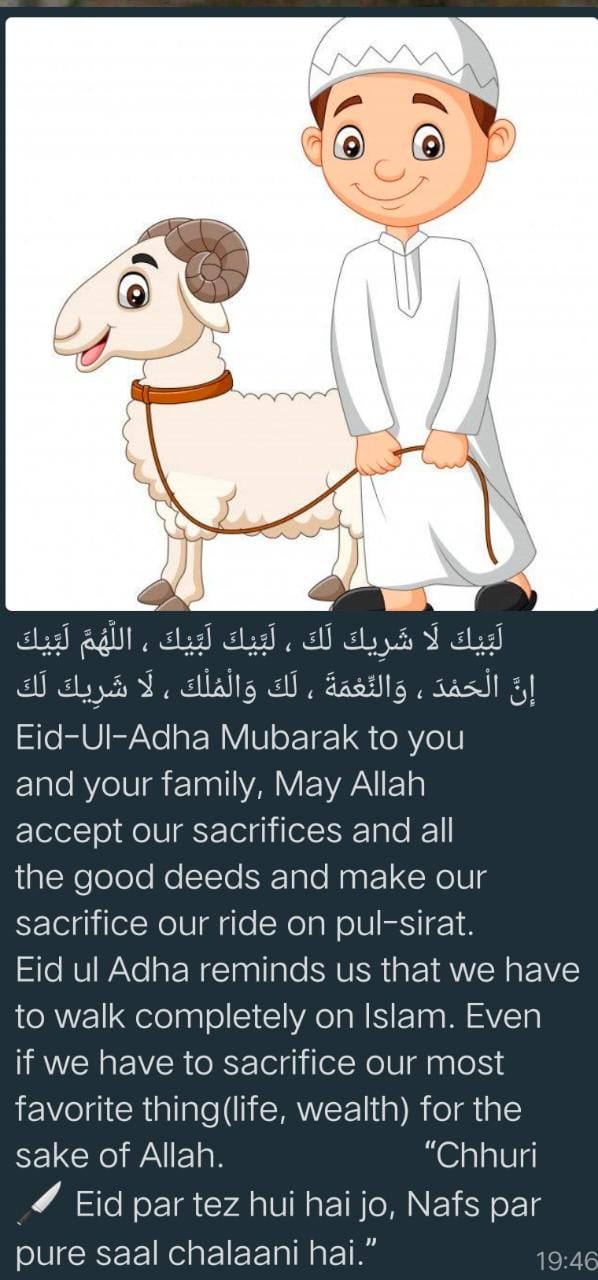 لَبَّيْكَ لَا شَرِيكَ لَكَ ، لَبَّيْكَ لَبَّيْكَ ، اللَّهُمَّ لَبَّيْكَ
إِنَّ الْحَمْدَ ، وَالنِّعْمَةَ ، لَكَ وَالْمُلْكَ ، لَا شَرِيكَ لَكَ
Eid-Ul-Adha Mubarak to you
and your family, May Allah
accept our sacrifices and all
the good deeds and make our
sacrifice our ride on pul-sirat.
Eid ul Adha reminds us that we have
to walk completely on Islam. Even
if we have to sacrifice our most
favorite thing(life, wealth) for the
sake of Allah. “Chhuri
🔪 Eid par tez hui hai jo, Nafs par
pure saal chalaani hai.”
19:46